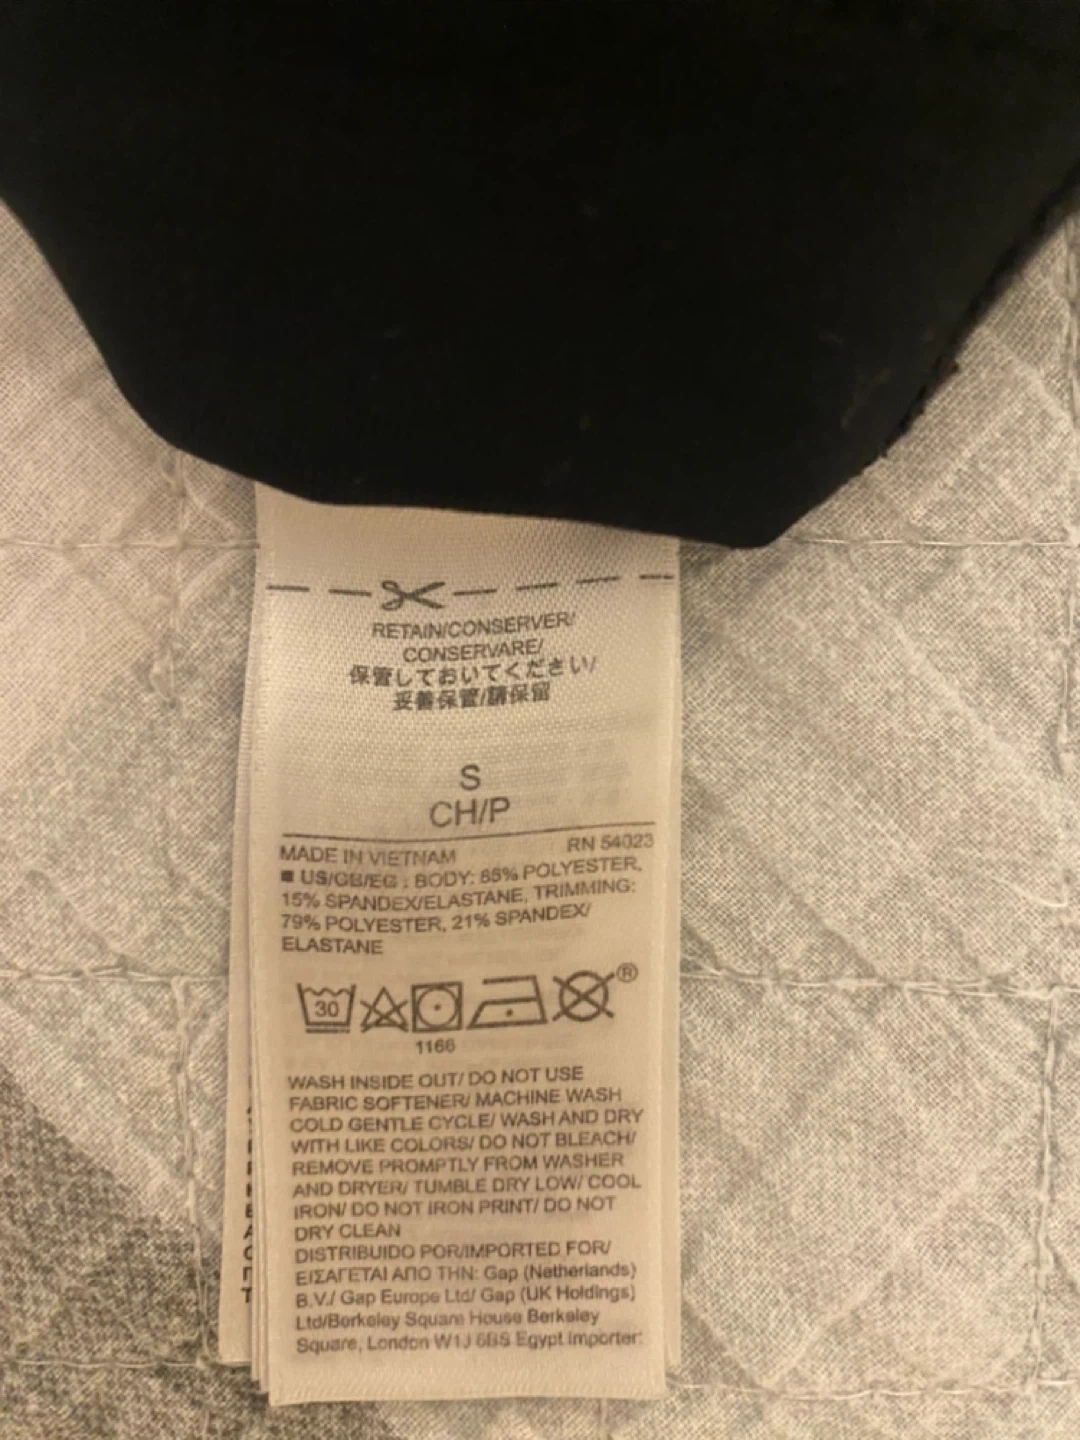 RETAIN/CONSERVER/
CONSERVARE/
保管しておいてください/
妥善保管/請保留
S
CH/P
RN 54023
MADE IN VIETNAM
■ US/GB/EG : BODY: 85% POLYESTER,
15% SPANDEX/ELASTANE, TRIMMING:
79% POLYESTER, 21% SPANDEX/
ELASTANE
30
®
1166
WASH INSIDE OUT/ DO NOT USE
FABRIC SOFTENER/ MACHINE WASH
COLD GENTLE CYCLE/ WASH AND DRY
WITH LIKE COLORS/ DO NOT BLEACH/
REMOVE PROMPTLY FROM WASHER
AND DRYER/ TUMBLE DRY LOW/ COOL
IRON/ DO NOT IRON PRINT/ DO NOT
DRY CLEAN
DISTRIBUIDO POR/IMPORTED FOR/
ΕΙΣΑΓΕΤΑΙ ΑΠΟ ΤΗΝ: Gap (Netherlands)
B.V./ Gap Europe Ltd/ Gap (UK Holdings)
Ltd/Berkeley Square House Berkeley
Square, London W1J 6BS Egypt Importer: